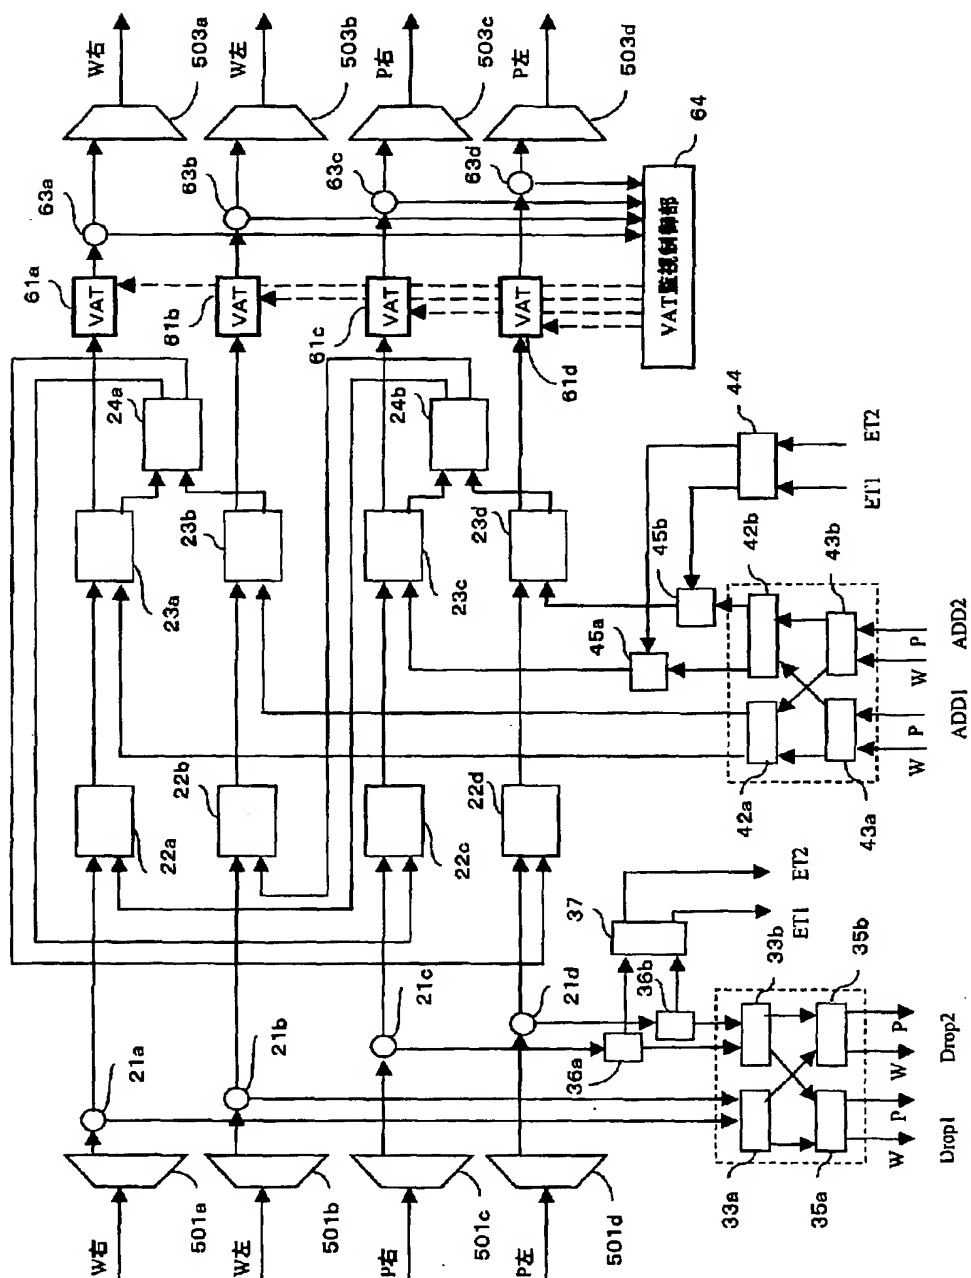 W右
503a
W左
503b
P右
503c
P左
503d
63a
63b
63c
63d
64
VAT監視制御部
61a
VAT
61b
VAT
61c
VAT
61d
VAT
24a
24b
23a
23b
23c
23d
44
ET1
ET2
45a
45b
42a
42b
43a
43b
W
P
W
P
ADD1
ADD2
22a
22b
22c
22d
37
ET1
ET2
36a
36b
33a
33b
35a
35b
W
P
W
P
Drop1
Drop2
21a
21b
21c
21d
501a
501b
501c
501d
W右
W左
P右
P左